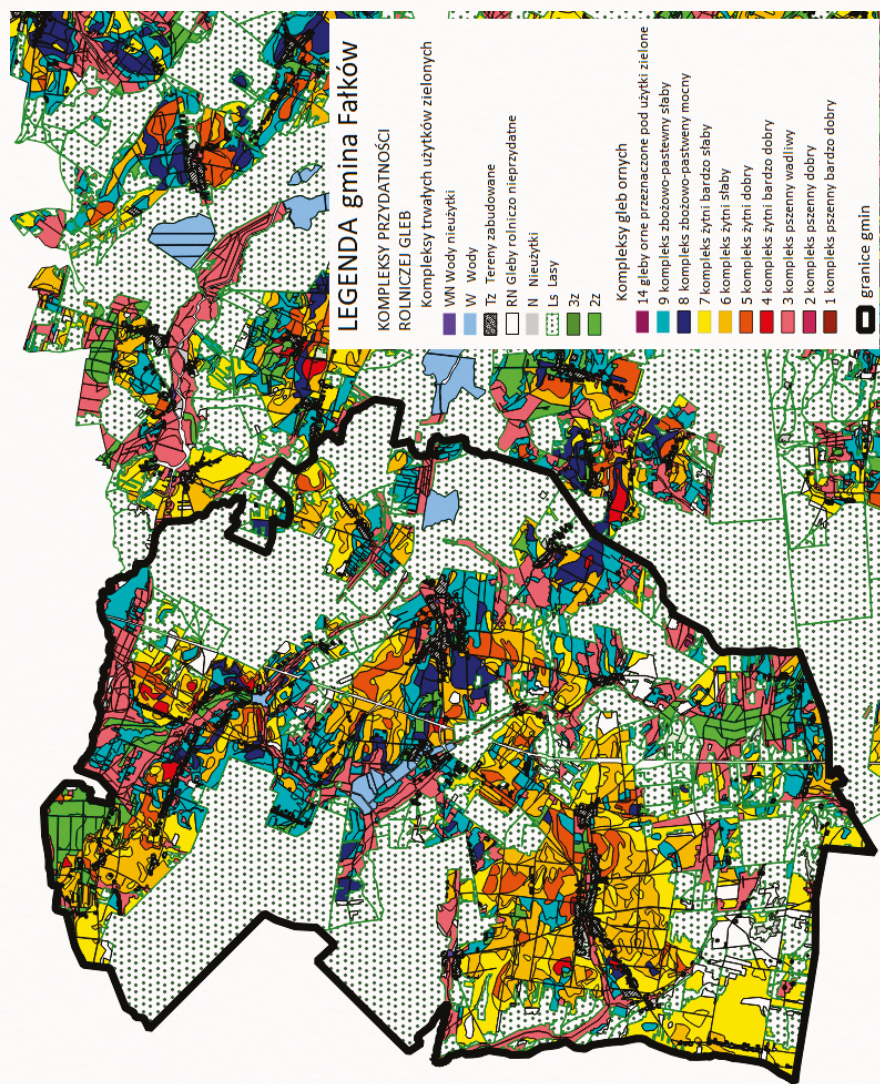 LEGENDA gmina Fałków
KOMPLEKSY PRZYDATNOŚCI
ROLNICZEJ GLEB
Kompleksy trwałych użytków zielonych
WN Wody nieużytki
W Wody
Tz Tereny zabudowane
RN Gleby rolniczo nieprzydatne
N Nieużytki
Ls Lasy
3z
2z
Kompleksy gleb ornych
14 gleby orne przeznaczone pod użytki zielone
9 kompleks zbożowo-pastewny słaby
8 kompleks zbożowo-pastweny mocny
7 kompleks żytni bardzo słaby
6 kompleks żytni słaby
5 kompleks żytni dobry
4 kompleks żytni bardzo dobry
3 kompleks pszenny wadliwy
2 kompleks pszenny dobry
1 kompleks pszenny bardzo dobry
granice gmin